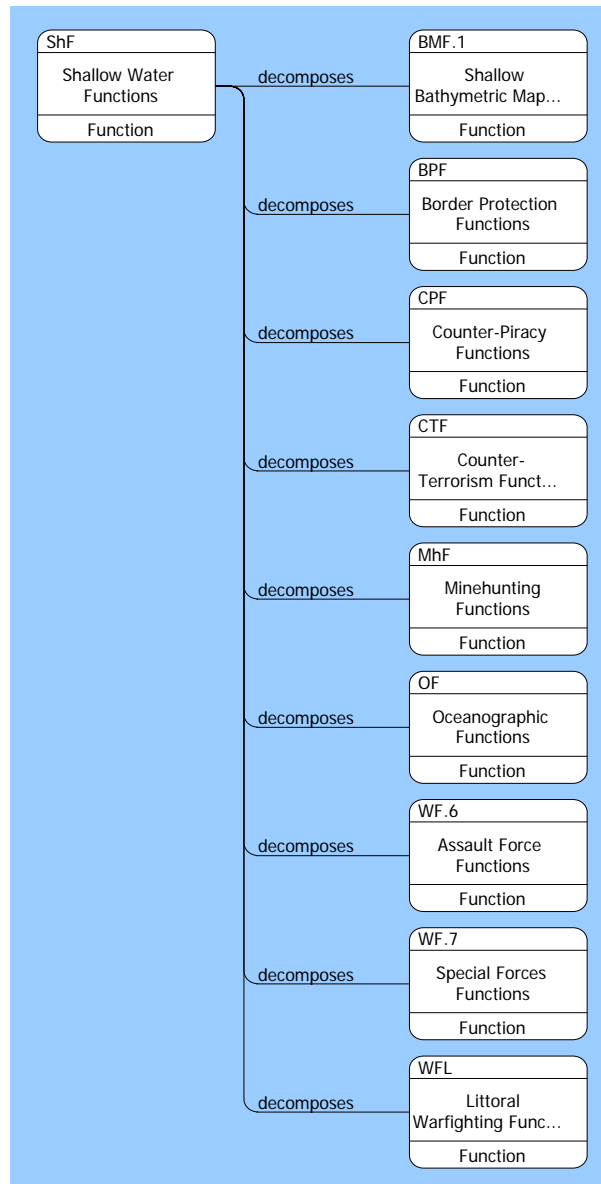 ShF
Shallow Water
Functions
Function
decomposes
BMF.1
Shallow
Bathymetric Map...
Function
decomposes
BPF
Border Protection
Functions
Function
decomposes
CPF
Counter-Piracy
Functions
Function
decomposes
CTF
Counter-
Terrorism Funct...
Function
decomposes
MhF
Minehunting
Functions
Function
decomposes
OF
Oceanographic
Functions
Function
decomposes
WF.6
Assault Force
Functions
Function
decomposes
WF.7
Special Forces
Functions
Function
decomposes
WFL
Littoral
Warfighting Func...
Function